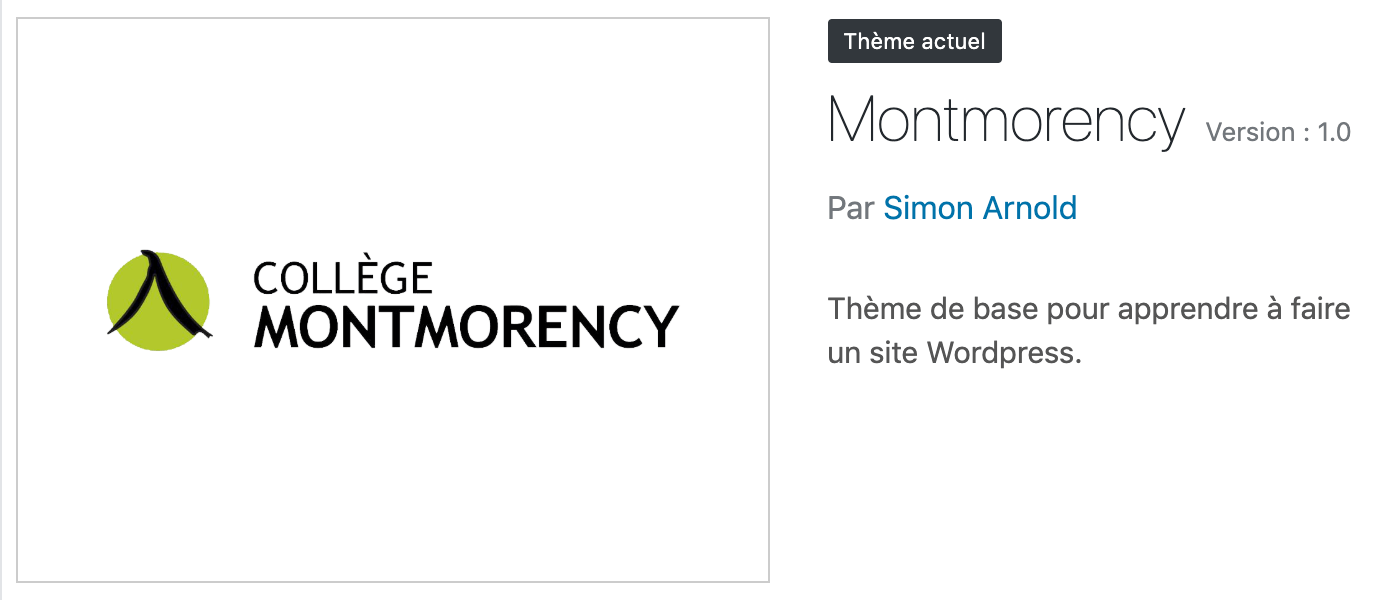 COLLÈGE
MONTMORENCY
Thème actuel
Montmorency Version : 1.0
Par Simon Arnold
Thème de base pour apprendre à faire
un site Wordpress.